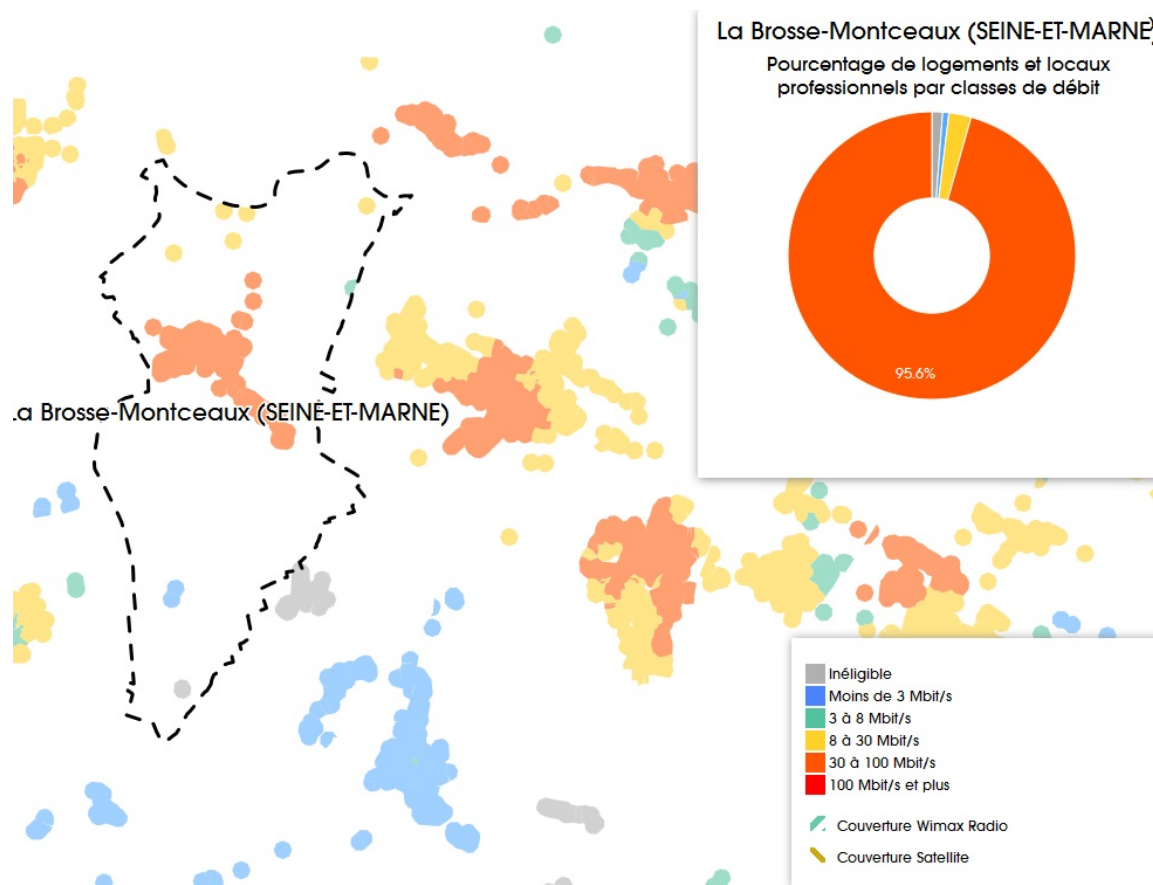 La Brosse-Montceaux (SEINE-ET-MARNE)
Pourcentage de logements et locaux
professionnels par classes de débit
95.6%
La Brosse-Montceaux (SEINE-ET-MARNE)
Inéligible
Moins de 3 Mbit/s
3 à 8 Mbit/s
8 à 30 Mbit/s
30 à 100 Mbit/s
100 Mbit/s et plus
Couverture Wimax Radio
Couverture Satellite